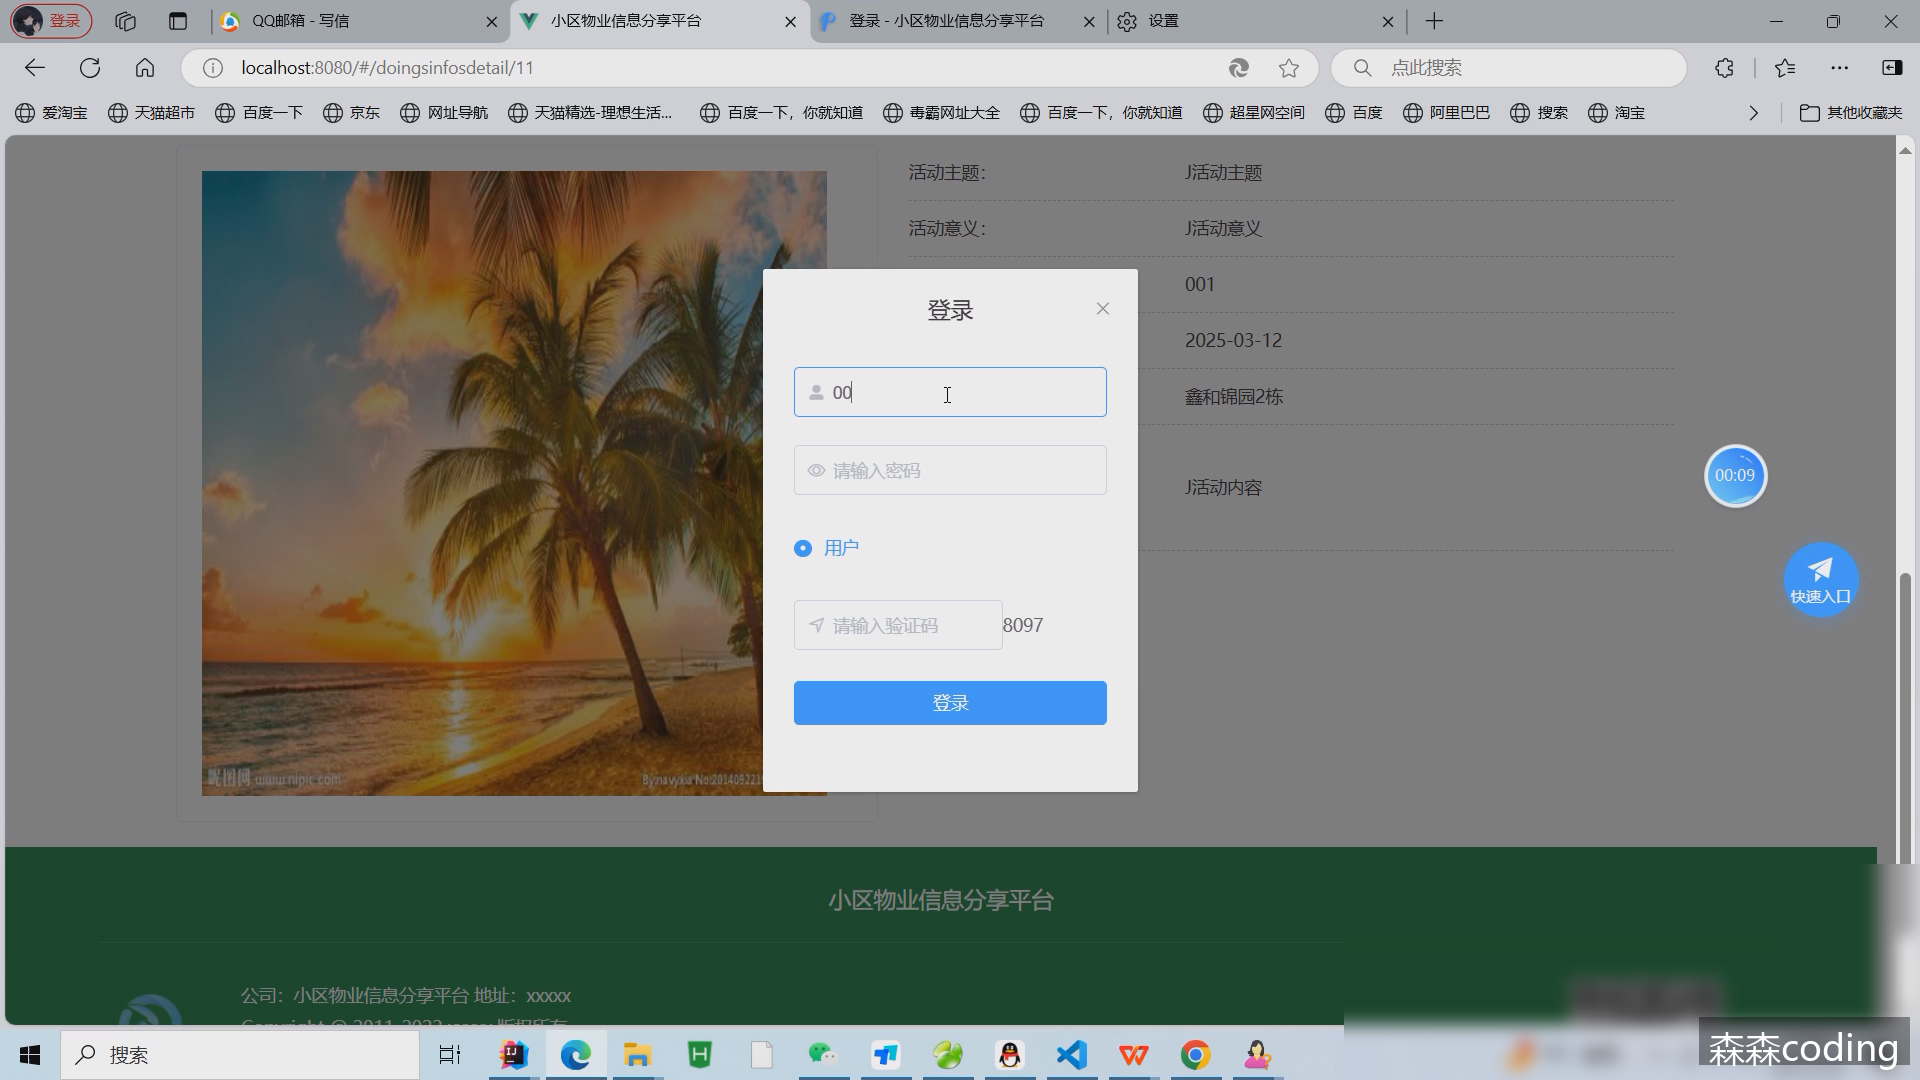 登录
QQ邮箱 - 写信
小区物业信息分享平台
登录 - 小区物业信息分享平台
设置
localhost:8080/#/doingsinfosdetail/11
点此搜索
爱淘宝
天猫超市
百度一下
京东
网址导航
天猫精选-理想生活...
百度一下，你就知道
毒霸网址大全
百度一下，你就知道
超星网空间
百度
阿里巴巴
搜索
淘宝
其他收藏夹
活动主题：
J活动主题
活动意义：
J活动意义
001
2025-03-12
鑫和锦园2栋
J活动内容
登录
00
请输入密码
用户
请输入验证码
8097
登录
00:09
快速入口
昵图网 www.nipic.com
小区物业信息分享平台
公司：小区物业信息分享平台 地址：xxxxx
搜索
森森coding